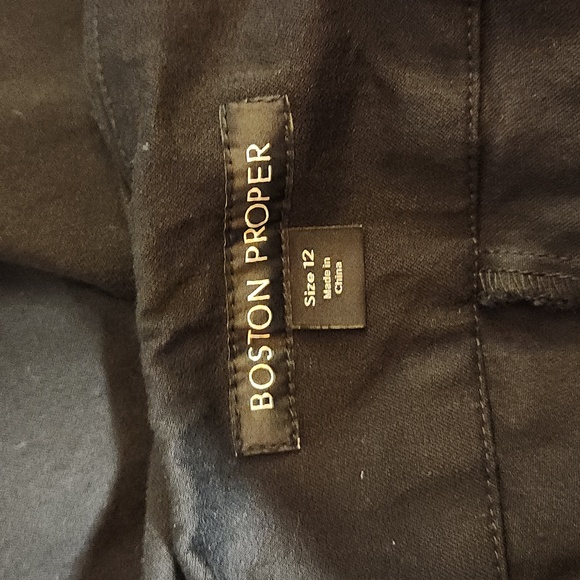 BOSTON PROPER
Size 12
Made in
China